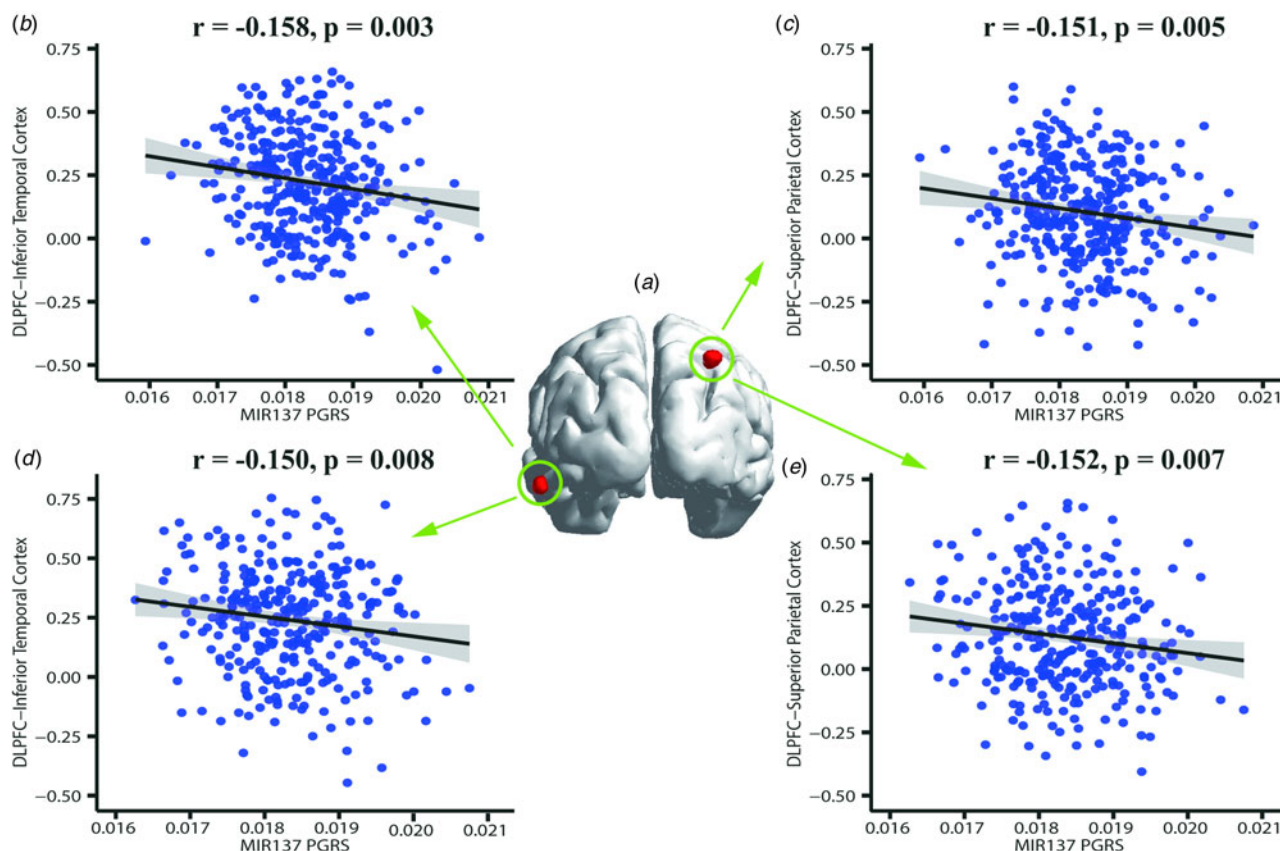 (b)
r = -0.158, p = 0.003
DLPFC–Inferior Temporal Cortex
0.75
0.50
0.25
0.00
−0.25
−0.50
0.016 0.017 0.018 0.019 0.020 0.021
MIR137 PGRS
(c)
r = -0.151, p = 0.005
DLPFC–Superior Parietal Cortex
0.75
0.50
0.25
0.00
−0.25
−0.50
0.016 0.017 0.018 0.019 0.020 0.021
MIR137 PGRS
(a)
(d)
r = -0.150, p = 0.008
DLPFC–Inferior Temporal Cortex
0.75
0.50
0.25
0.00
−0.25
−0.50
0.016 0.017 0.018 0.019 0.020 0.021
MIR137 PGRS
(e)
r = -0.152, p = 0.007
DLPFC–Superior Parietal Cortex
0.75
0.50
0.25
0.00
−0.25
−0.50
0.016 0.017 0.018 0.019 0.020 0.021
MIR137 PGRS